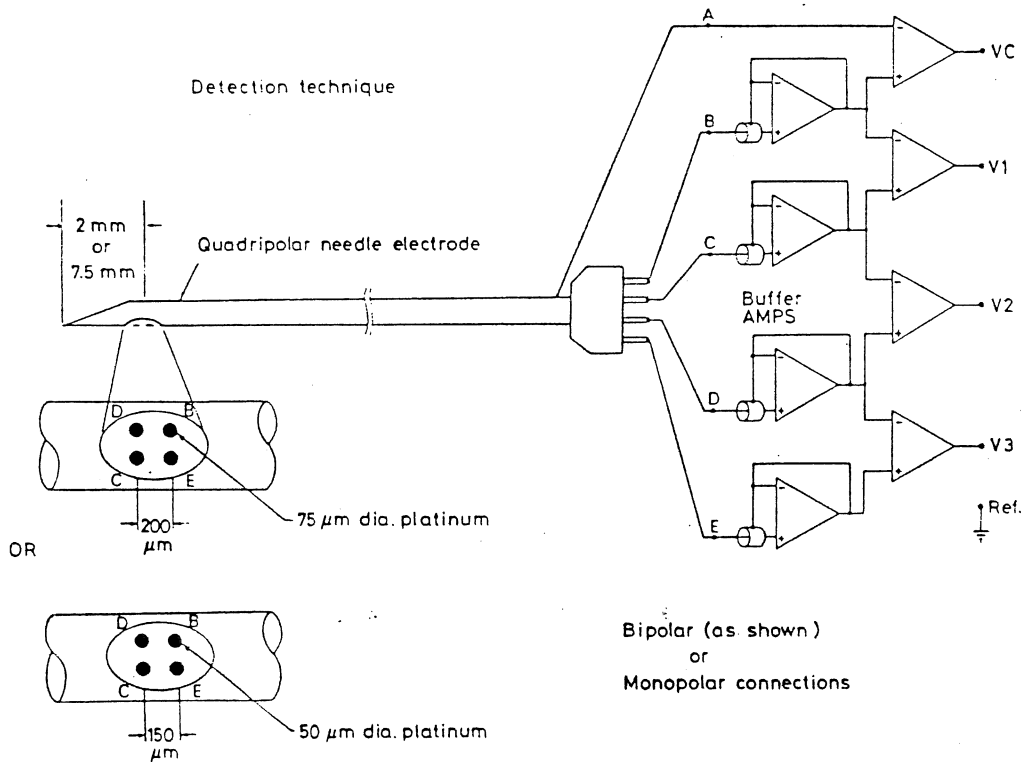 A
VC
Detection technique
B
V1
2 mm
or
7.5 mm
Quadripolar needle electrode
C
Buffer
AMPS
V2
D
B
D
V3
C
E
200
μm
75 μm dia. platinum
E
Ref.
OR
D
B
Bipolar (as shown)
or
Monopolar connections
C
E
150
μm
50 μm dia. platinum